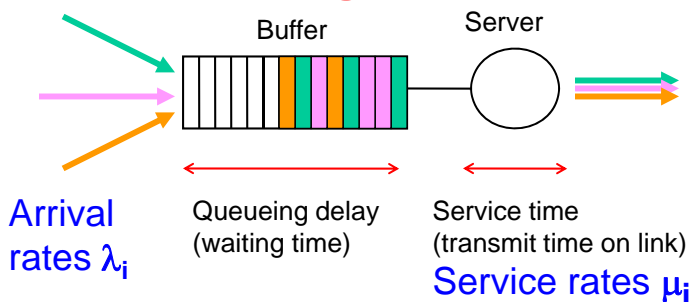 Buffer
Server
Arrival
rates λi
Queueing delay
(waiting time)
Service time
(transmit time on link)
Service rates μi